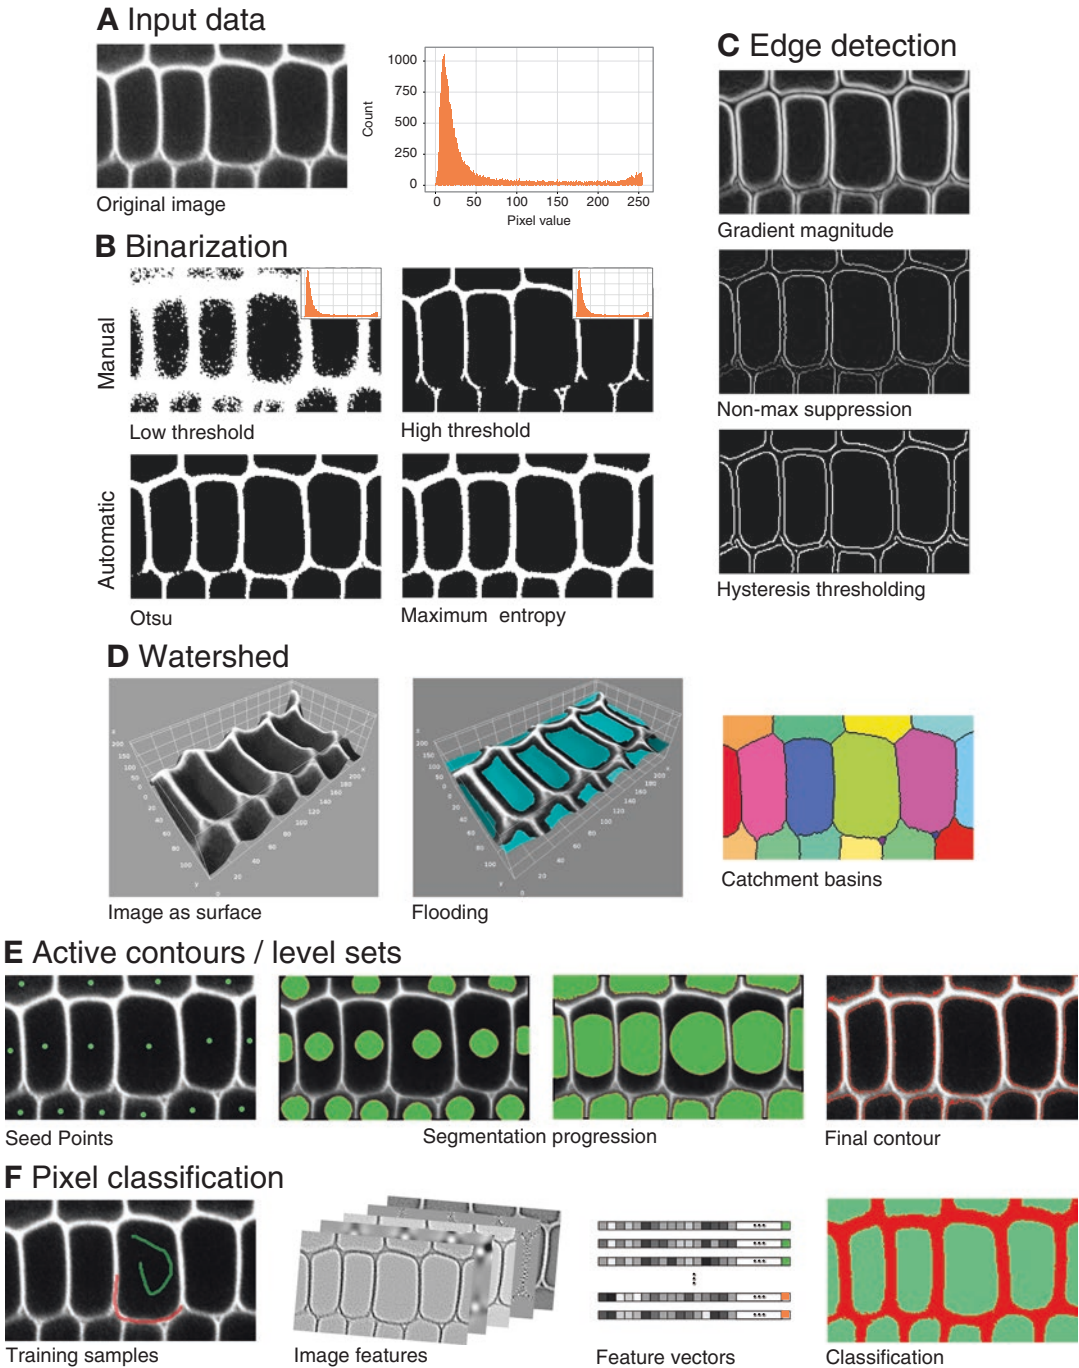 A Input data
Original image
1000
750
500
250
0
Count
0 50 100 150 200 250
Pixel value
B Binarization
Manual
Low threshold
High threshold
Automatic
Otsu
Maximum entropy
C Edge detection
Gradient magnitude
Non-max suppression
Hysteresis thresholding
D Watershed
Image as surface
Flooding
Catchment basins
E Active contours / level sets
Seed Points
Segmentation progression
Final contour
F Pixel classification
Training samples
Image features
Feature vectors
Classification